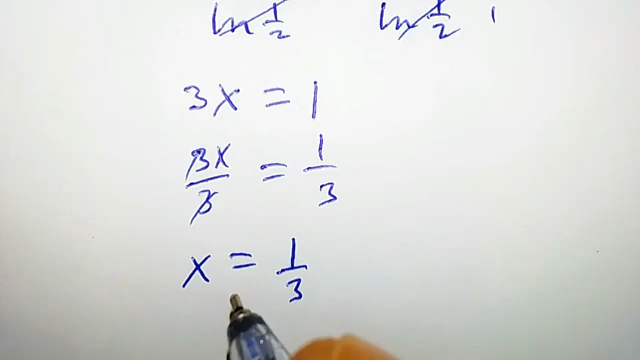 ln 1/2 ln 1/2
3x = 1
3x/3 = 1/3
x = 1/3